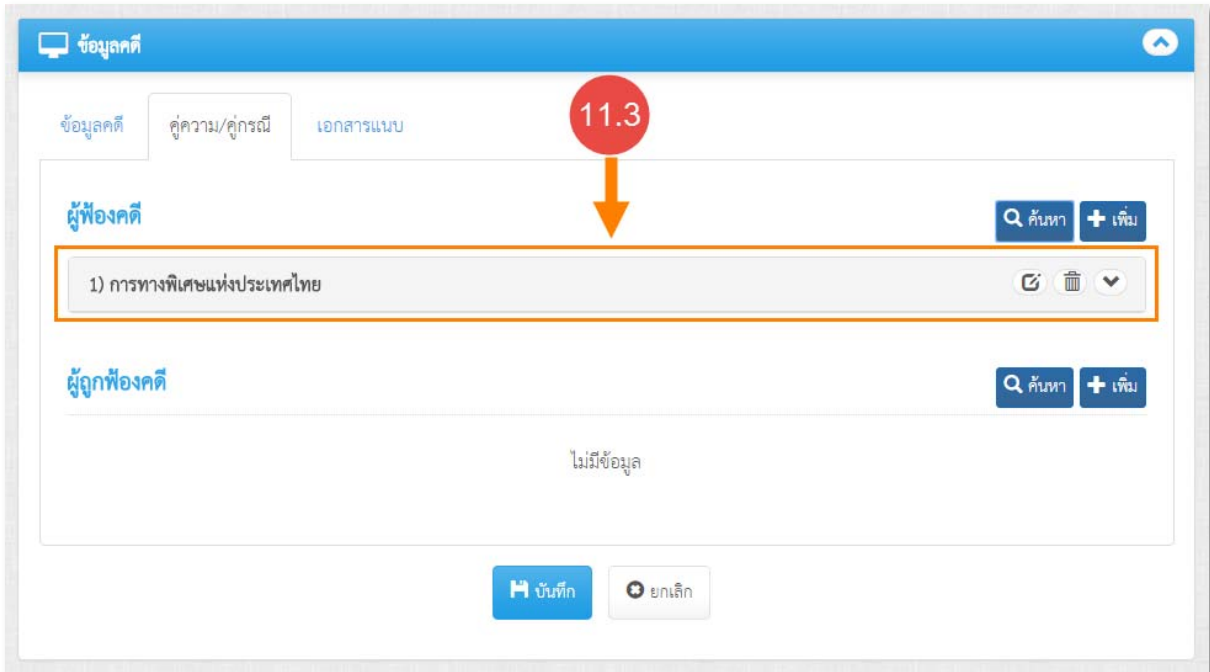 ข้อมูลคดี
ข้อมูลคดี คู่ความ/คู่กรณี เอกสารแนบ
11.3
ผู้ฟ้องคดี ค้นหา เพิ่ม
1) การทางพิเศษแห่งประเทศไทย
ผู้ถูกฟ้องคดี ค้นหา เพิ่ม
ไม่มีข้อมูล
บันทึก ยกเลิก